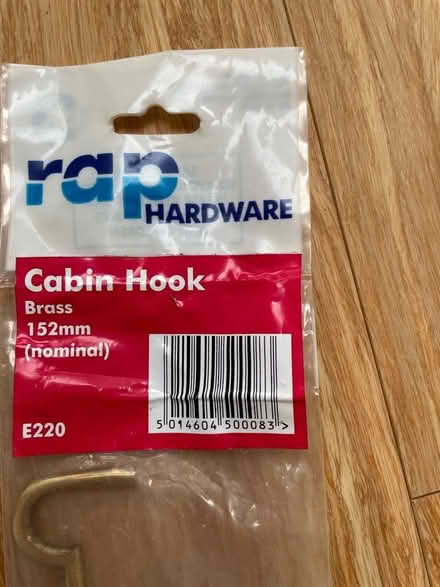 rap
HARDWARE
Cabin Hook
Brass
152mm
(nominal)
E220
5 014604 500083 >